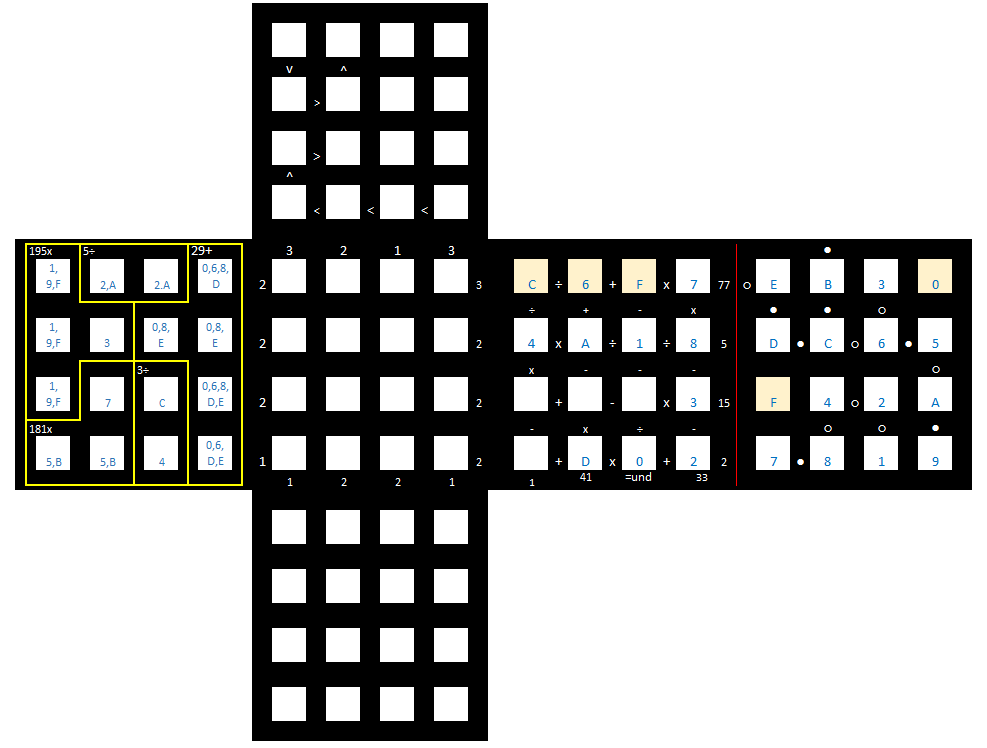 v ^
>
>
^
< < <
3 2 1 3
195x 5÷ 29+
1, 9,F 2,A 2.A 0,6,8, D
2 3
C ÷ 6 + F x 7 77
÷ + - x
1, 9,F 3 0,8, E 0,8, E
2 2
4 x A ÷ 1 ÷ 8 5
x - - -
3÷
1, 9,F 7 C 0,6,8, D,E
2 2
+ - x 3 15
- x ÷ -
181x
5,B 5,B 4 0,6, D,E
1 2
+ D x 0 + 2 2
1 2 2 1
1 41 =und 33
●
○ E B 3 0
● ● ○
D ● C ○ 6 ● 5
○
F 4 ○ 2 A
○ ○ ●
7 ● 8 1 9